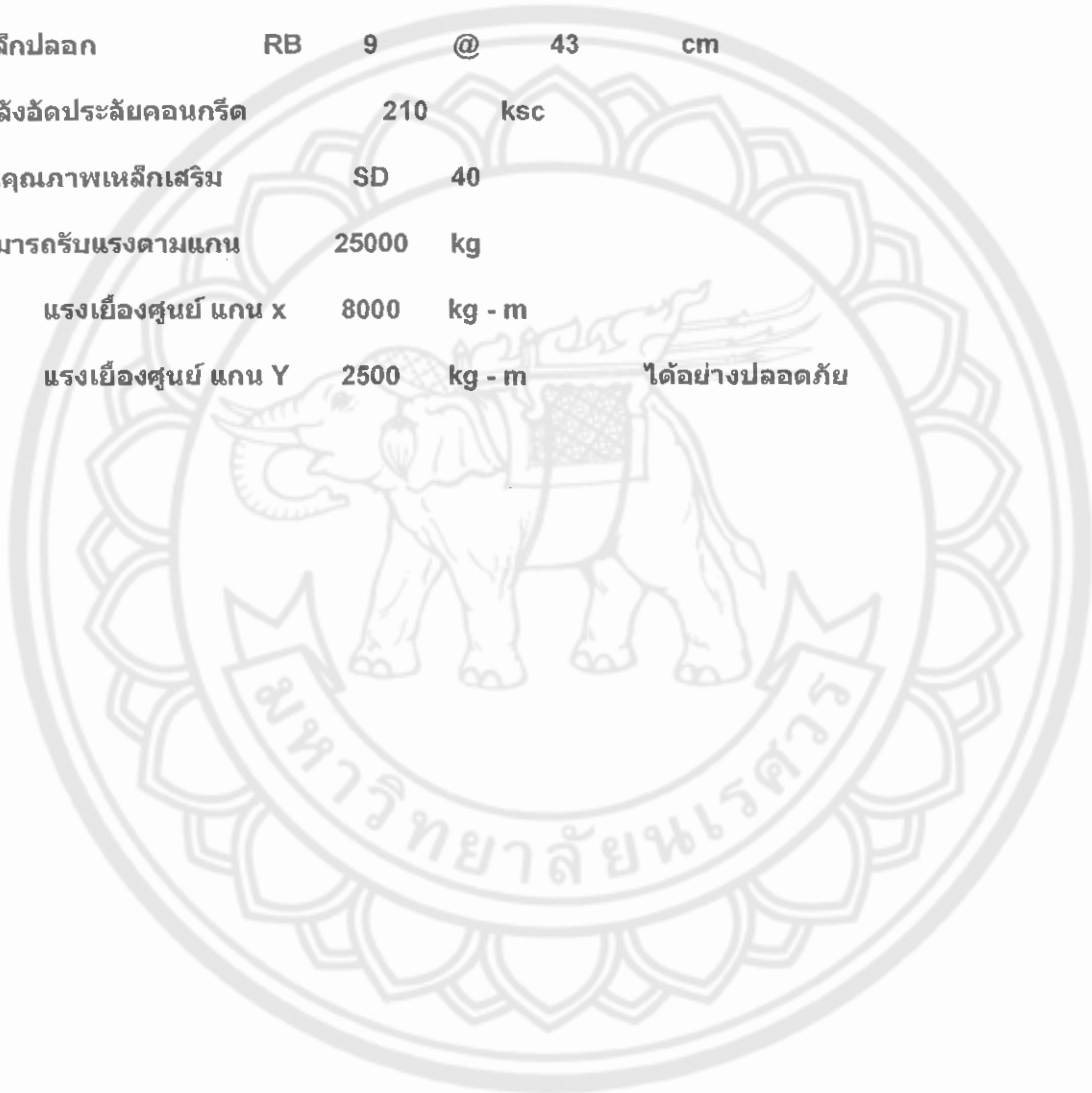 ล็กปลอก RB 9 @ 43 cm
ลังอัดประลัยคอนกรีต 210 ksc
คุณภาพเหล็กเสริม SD 40
มารถรับแรงตามแกน 25000 kg
แรงเยื้องศูนย์ แกน x 8000 kg - m
แรงเยื้องศูนย์ แกน Y 2500 kg - m ได้อย่างปลอดภัย
มหาวิทยาลัยนเรศวร